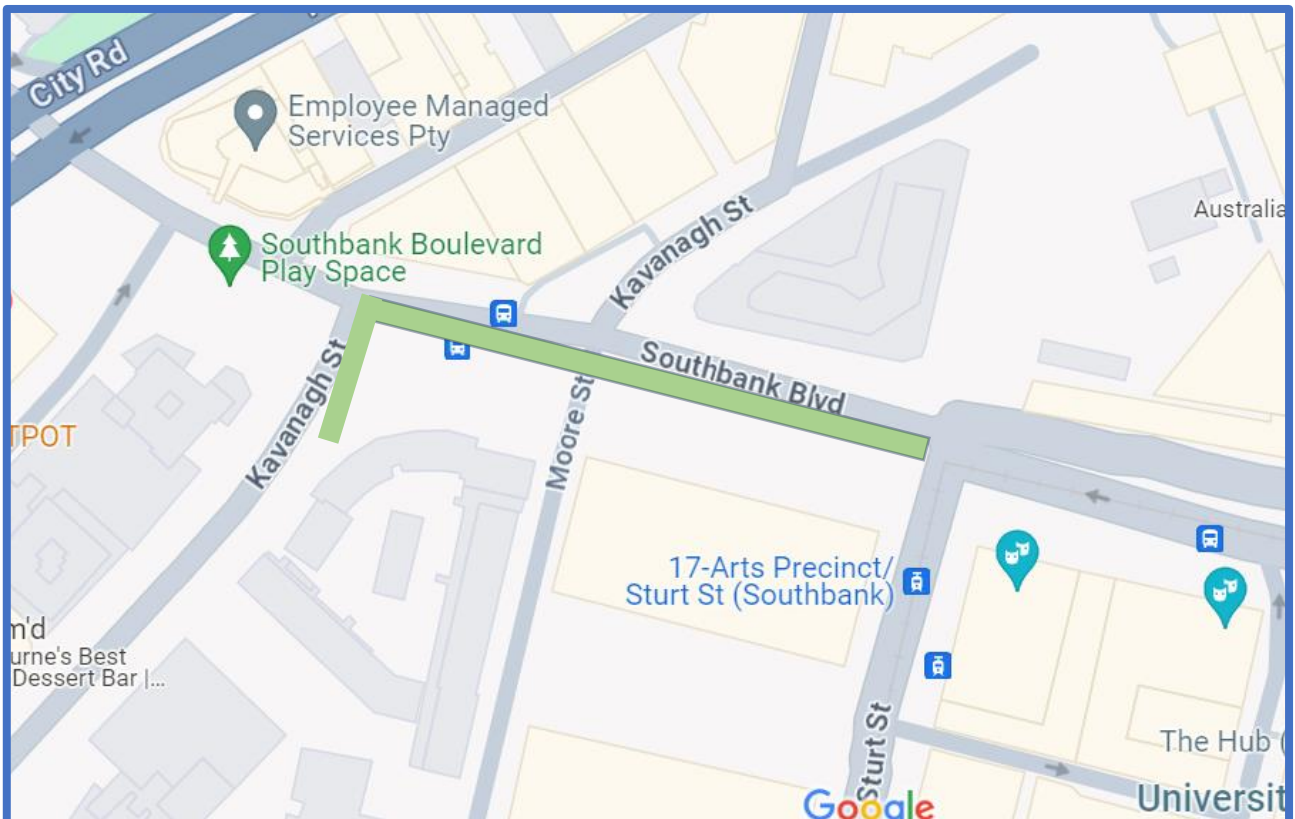 City Rd
Employee Managed
Services Pty
Kavanagh St
Australia
Southbank Boulevard
Play Space
Kavanagh St
Southbank Blvd
Moore St
TPOT
17-Arts Precinct/
Sturt St (Southbank)
m'd
urne's Best
Dessert Bar |...
Sturt St
The Hub (
Universit
Google